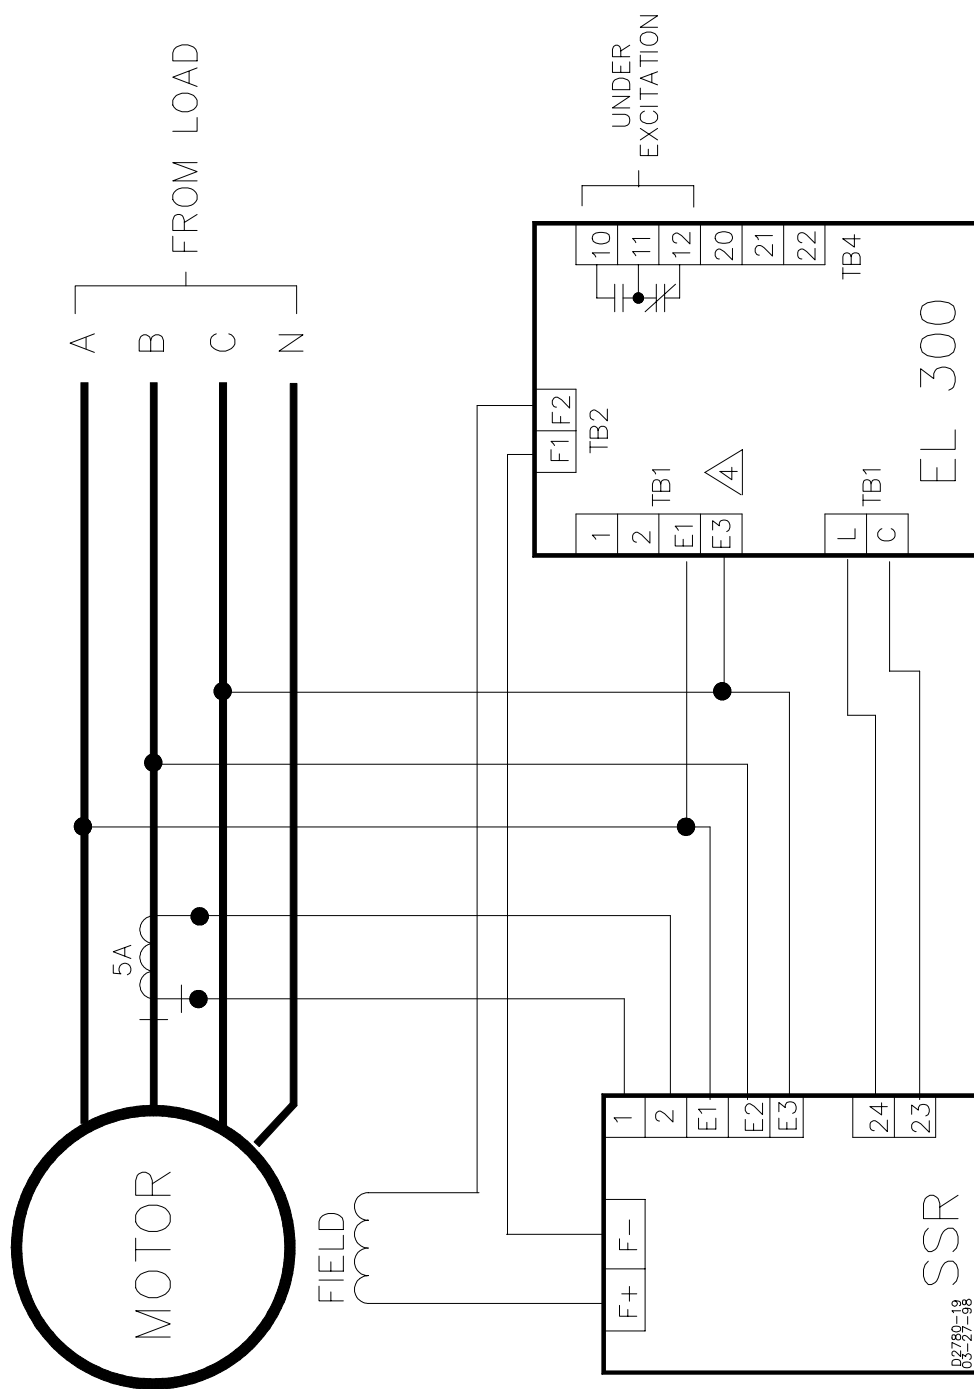 FROM LOAD
A
B
C
N
UNDER
EXCITATION
10
11
12
20
21
22
TB4
F1
F2
TB2
TB1
1
2
E1
E3
4
TB1
L
C
EL 300
5A
MOTOR
FIELD
1
2
E1
E2
E3
24
23
F+
F−
SSR
D2780-19
03-27-98